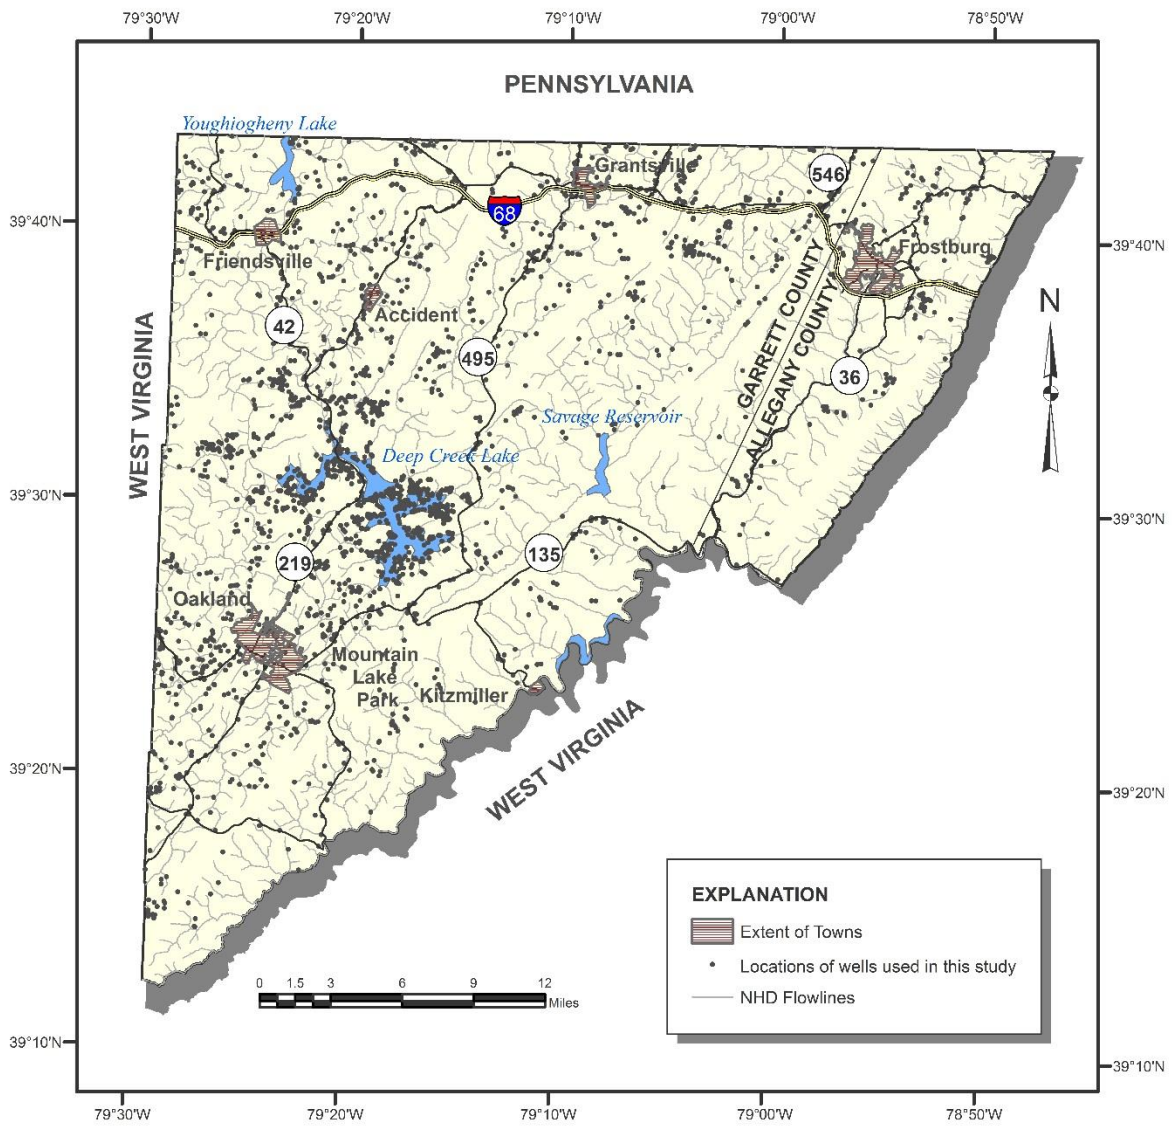 79°30'W
79°20'W
79°10'W
79°00'W
78°50'W
PENNSYLVANIA
Youghiogheny Lake
Grantsville
546
68
39°40'N
39°40'N
Friendsville
Frostburg
Accident
42
495
GARRETT COUNTY
ALLEGANY COUNTY
36
N
WEST VIRGINIA
Savage Reservoir
Deep Creek Lake
39°30'N
39°30'N
219
135
Oakland
Mountain
Lake
Park
Kitzmiller
WEST VIRGINIA
39°20'N
39°20'N
EXPLANATION
Extent of Towns
Locations of wells used in this study
NHD Flowlines
0 1.5 3 6 9 12
Miles
39°10'N
39°10'N
79°30'W
79°20'W
79°10'W
79°00'W
78°50'W